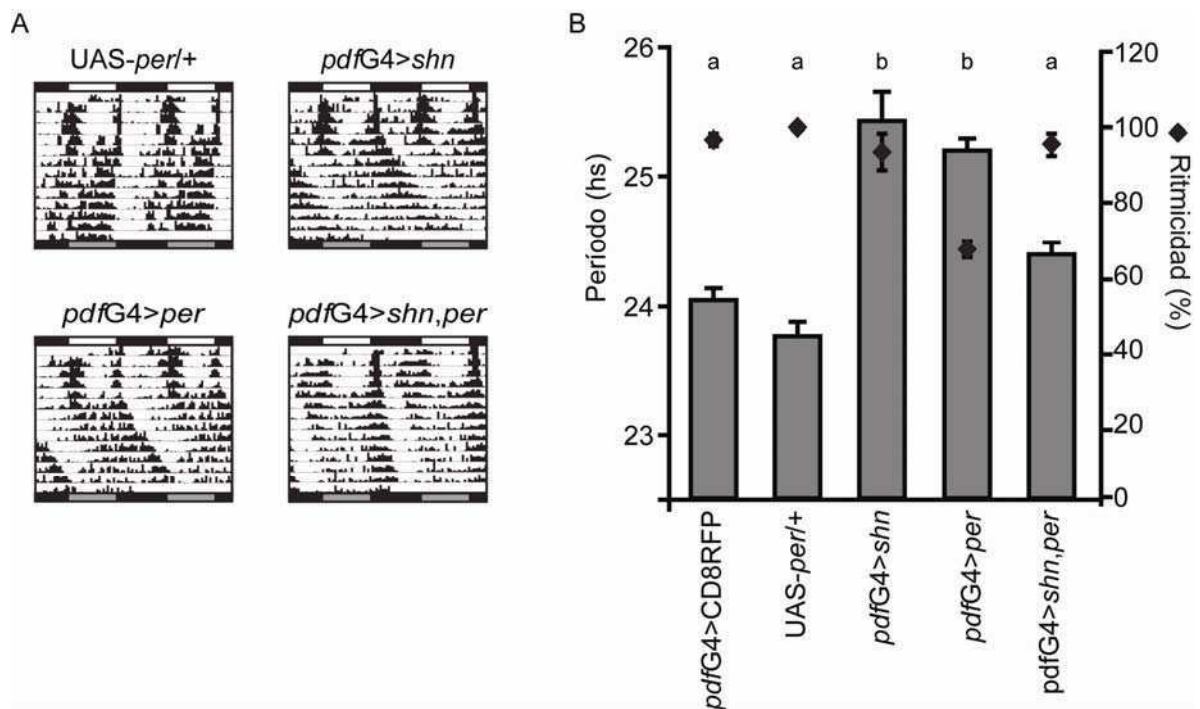 A
UAS-per/+
pdfG4>shn
pdfG4>per
pdfG4>shn,per
B
Período (hs)
26
25
24
23
a
a
b
b
a
120
100
80
60
40
20
0
Ritmicidad (%)
pdfG4>CD8RFP
UAS-per/+
pdfG4>shn
pdfG4>per
pdfG4>shn,per